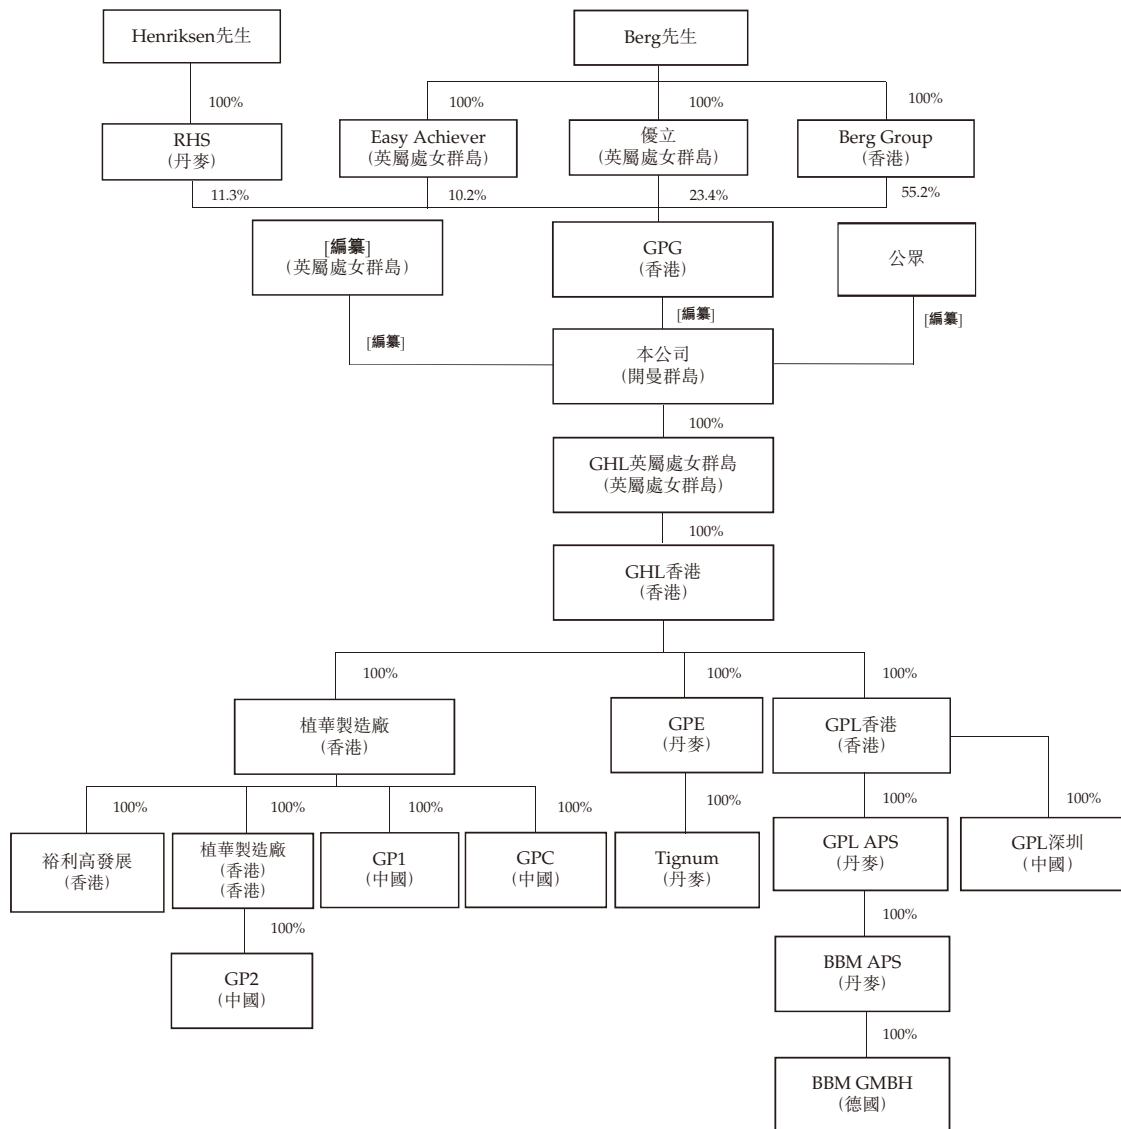 Henriksen先生
Berg先生
100%
100%
100%
100%
RHS
(丹麥)
Easy Achiever
(英屬處女群島)
優立
(英屬處女群島)
Berg Group
(香港)
11.3%
10.2%
23.4%
55.2%
[編纂]
(英屬處女群島)
GPG
(香港)
公眾
[編纂]
[編纂]
[編纂]
本公司
(開曼群島)
100%
GHL英屬處女群島
(英屬處女群島)
100%
GHL香港
(香港)
100%
100%
100%
植華製造廠
(香港)
GPE
(丹麥)
GPL香港
(香港)
100%
100%
100%
100%
100%
100%
100%
裕利高發展
(香港)
植華製造廠
(香港)
(香港)
GP1
(中國)
GPC
(中國)
Tignum
(丹麥)
GPL APS
(丹麥)
GPL深圳
(中國)
100%
100%
GP2
(中國)
BBM APS
(丹麥)
100%
BBM GMBH
(德國)